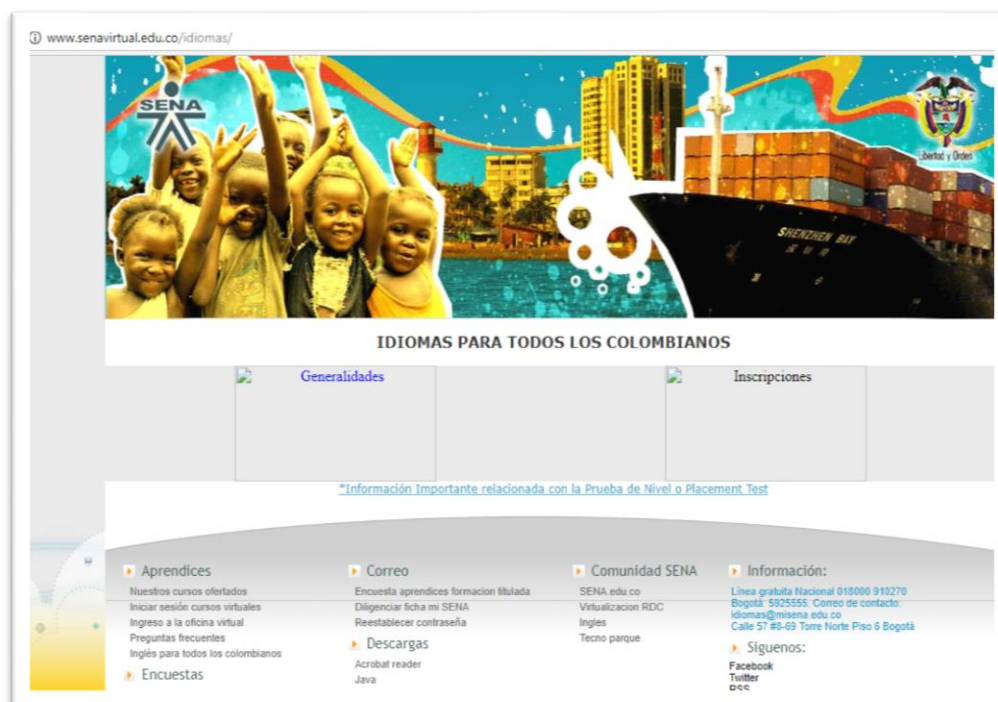 www.senavirtual.edu.co/idiomas/
SENA
Libertad y Orden
SHENZHEN BAY
IDIOMAS PARA TODOS LOS COLOMBIANOS
Generalidades
Inscripciones
*Información Importante relacionada con la Prueba de Nivel o Placement Test
Aprendices
Nuestros cursos ofertados
Iniciar sesión cursos virtuales
Ingreso a la oficina virtual
Preguntas frecuentes
Inglés para todos los colombianos
Encuestas
Correo
Encuesta aprendices formacion titulada
Diligenciar ficha mi SENA
Reestablecer contraseña
Descargas
Acrobat reader
Java
Comunidad SENA
SENA.edu.co
Virtualizacion RDC
Ingles
Tecno parque
Información:
Línea gratuita Nacional 018000 910270
Bogotá: 5925555. Correo de contacto:
idiomas@misena.edu.co
Calle 57 #8-69 Torre Norte Piso 6 Bogotá
Síguenos:
Facebook
Twitter
RSS